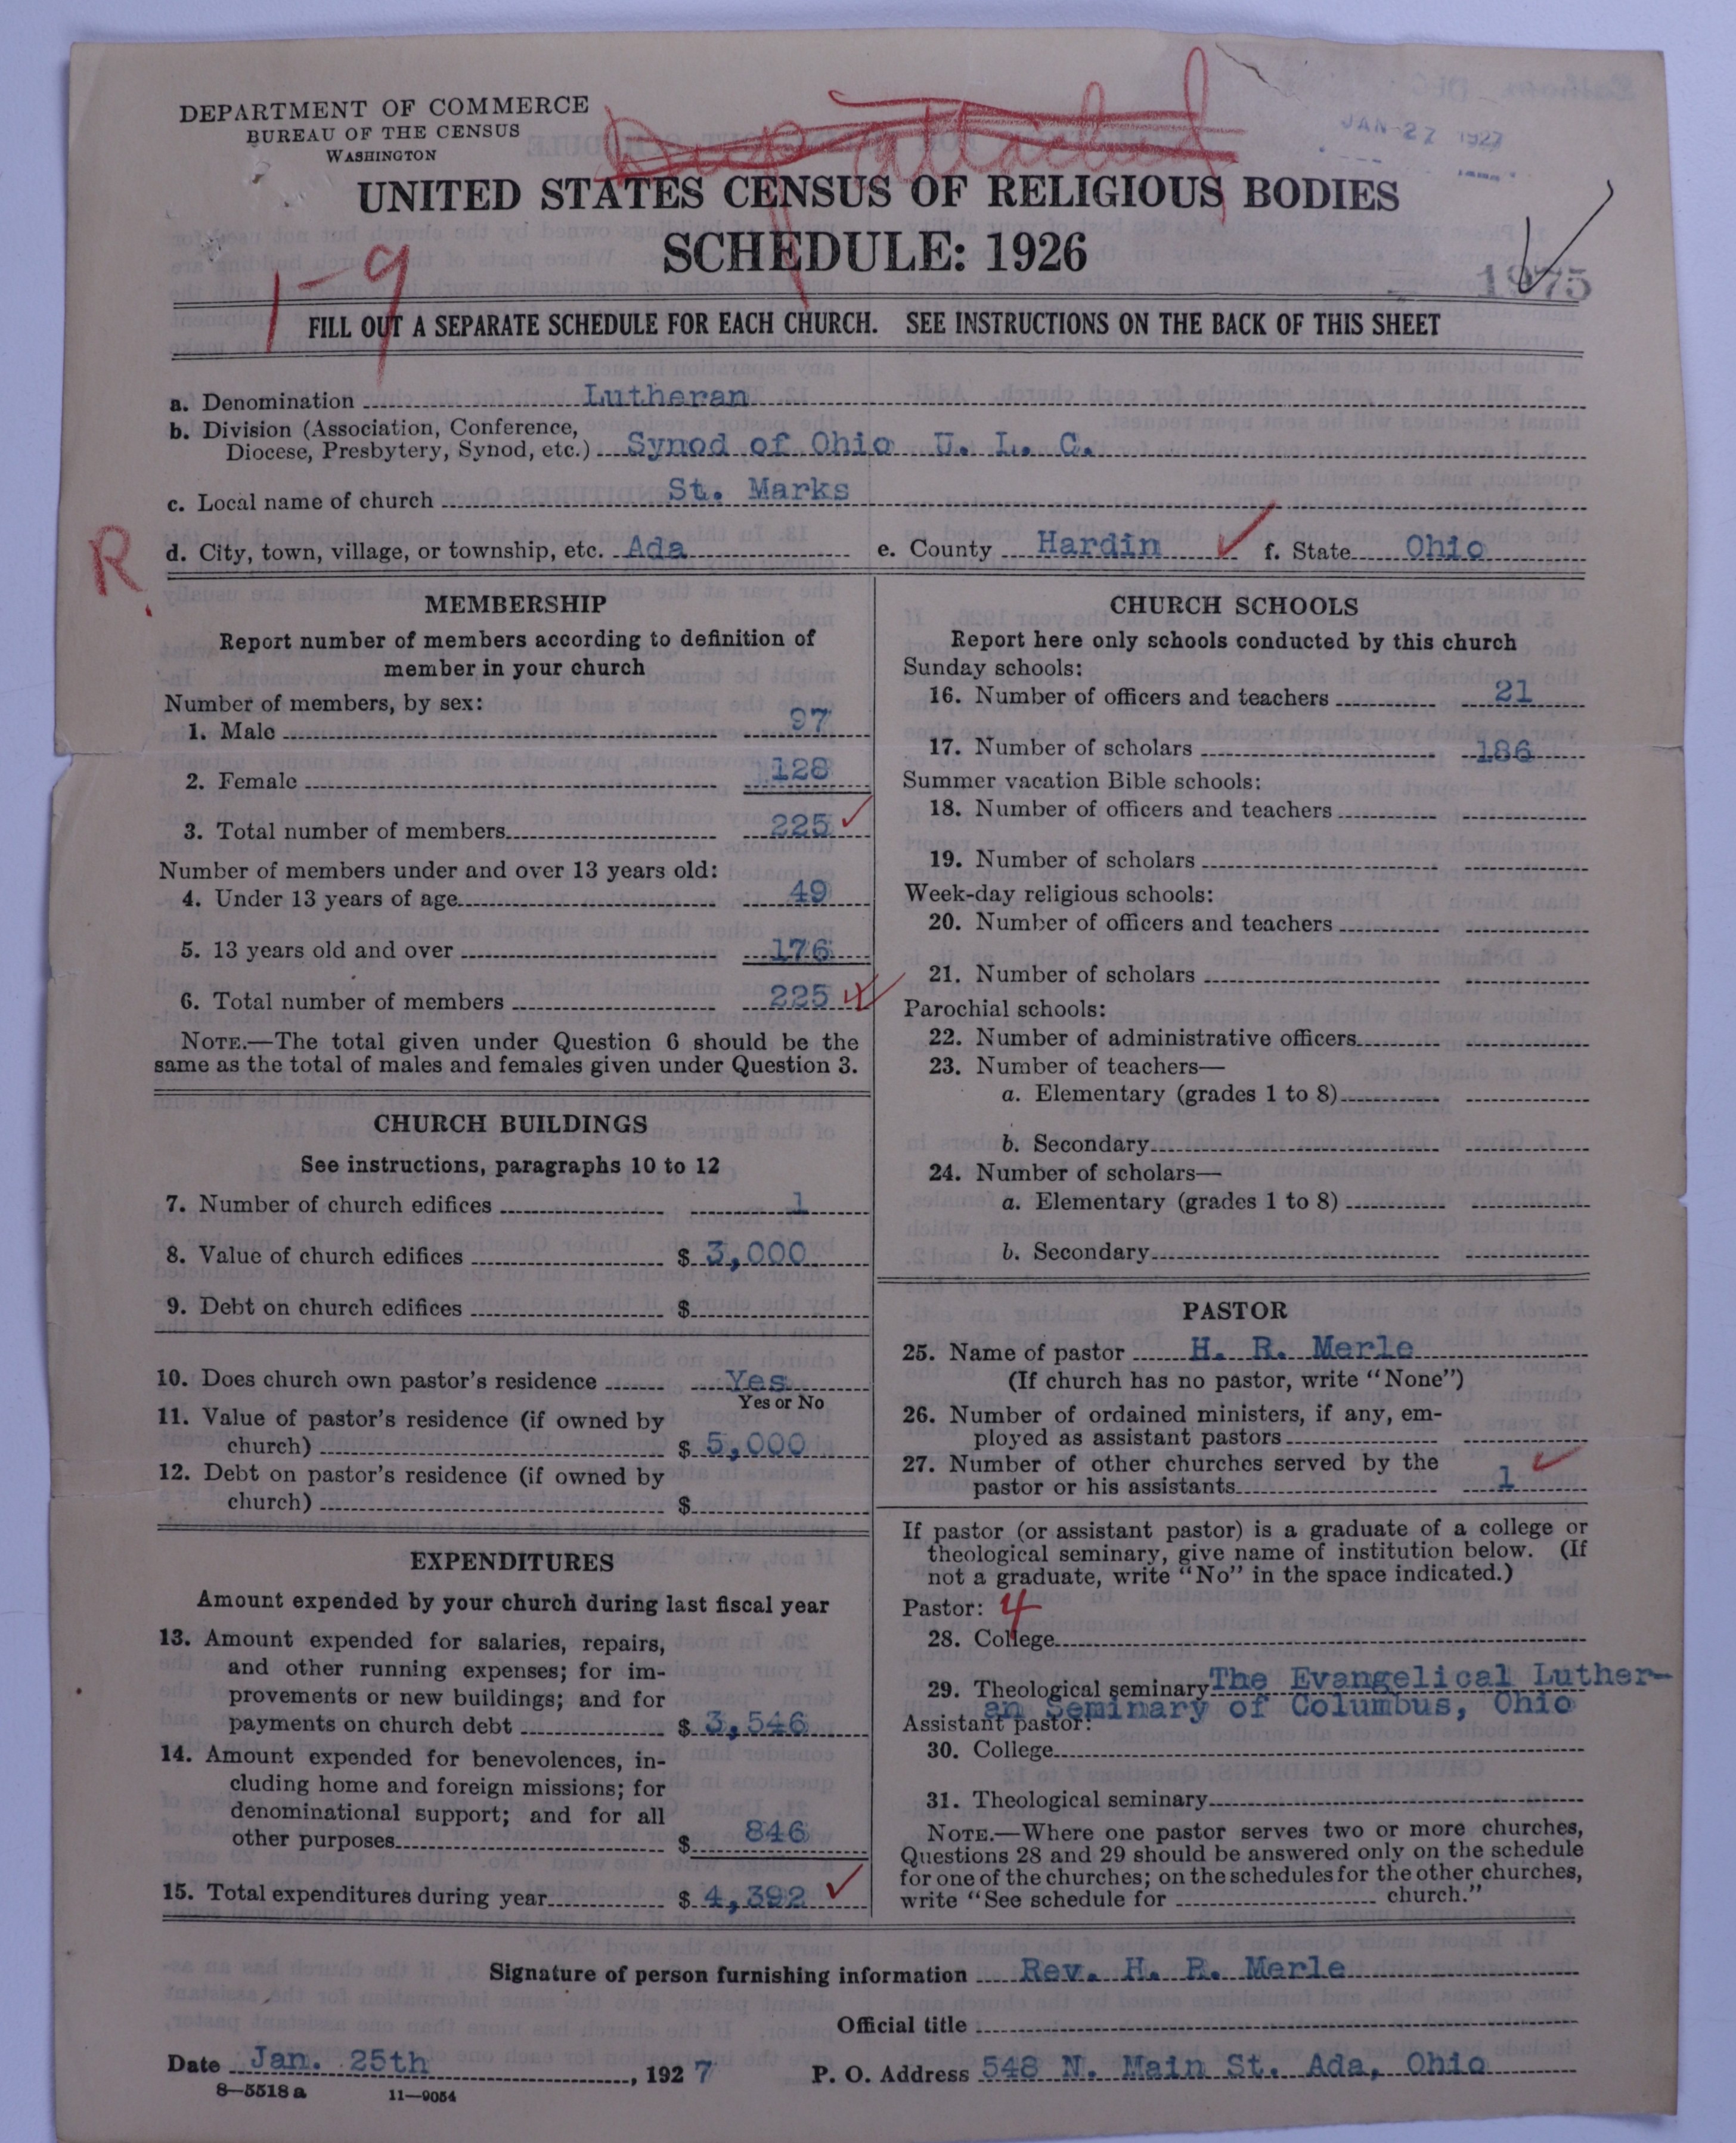 Dup attached
DEPARTMENT OF COMMERCE
BUREAU OF THE CENSUS
WASHINGTON
JAN 27 1927
UNITED STATES CENSUS OF RELIGIOUS BODIES
SCHEDULE: 1926
1-9
1975
FILL OUT A SEPARATE SCHEDULE FOR EACH CHURCH. SEE INSTRUCTIONS ON THE BACK OF THIS SHEET
a. Denomination Lutheran
b. Division (Association, Conference,
Diocese, Presbytery, Synod, etc.) Synod of Ohio U. L. C.
c. Local name of church St. Marks
R.
d. City, town, village, or township, etc. Ada e. County Hardin f. State Ohio
MEMBERSHIP
Report number of members according to definition of
member in your church
Number of members, by sex:
1. Male 97
2. Female 128
3. Total number of members 225
Number of members under and over 13 years old:
4. Under 13 years of age 49
5. 13 years old and over 176
6. Total number of members 225
NOTE.—The total given under Question 6 should be the
same as the total of males and females given under Question 3.
CHURCH BUILDINGS
See instructions, paragraphs 10 to 12
7. Number of church edifices 1
8. Value of church edifices $ 3,000
9. Debt on church edifices $
10. Does church own pastor's residence Yes
Yes or No
11. Value of pastor's residence (if owned by
church) $ 5,000
12. Debt on pastor's residence (if owned by
church) $
EXPENDITURES
Amount expended by your church during last fiscal year
13. Amount expended for salaries, repairs,
and other running expenses; for im-
provements or new buildings; and for
payments on church debt $ 3,546
14. Amount expended for benevolences, in-
cluding home and foreign missions; for
denominational support; and for all
other purposes $ 846
15. Total expenditures during year $ 4,392
CHURCH SCHOOLS
Report here only schools conducted by this church
Sunday schools:
16. Number of officers and teachers 21
17. Number of scholars 186
Summer vacation Bible schools:
18. Number of officers and teachers
19. Number of scholars
Week-day religious schools:
20. Number of officers and teachers
21. Number of scholars
Parochial schools:
22. Number of administrative officers
23. Number of teachers—
a. Elementary (grades 1 to 8)
b. Secondary
24. Number of scholars—
a. Elementary (grades 1 to 8)
b. Secondary
PASTOR
25. Name of pastor H. R. Merle
(If church has no pastor, write "None")
26. Number of ordained ministers, if any, em-
ployed as assistant pastors
27. Number of other churches served by the
pastor or his assistants 1
If pastor (or assistant pastor) is a graduate of a college or
theological seminary, give name of institution below. (If
not a graduate, write "No" in the space indicated.)
Pastor: 4
28. College
29. Theological seminary The Evangelical Luther-
an Seminary of Columbus, Ohio
Assistant pastor:
30. College
31. Theological seminary
NOTE.—Where one pastor serves two or more churches,
Questions 28 and 29 should be answered only on the schedule
for one of the churches; on the schedules for the other churches,
write "See schedule for church."
Signature of person furnishing information Rev. H. R. Merle
Official title
Date Jan. 25th, 1927 P. O. Address 548 N. Main St. Ada, Ohio
8—5518a 11—9054